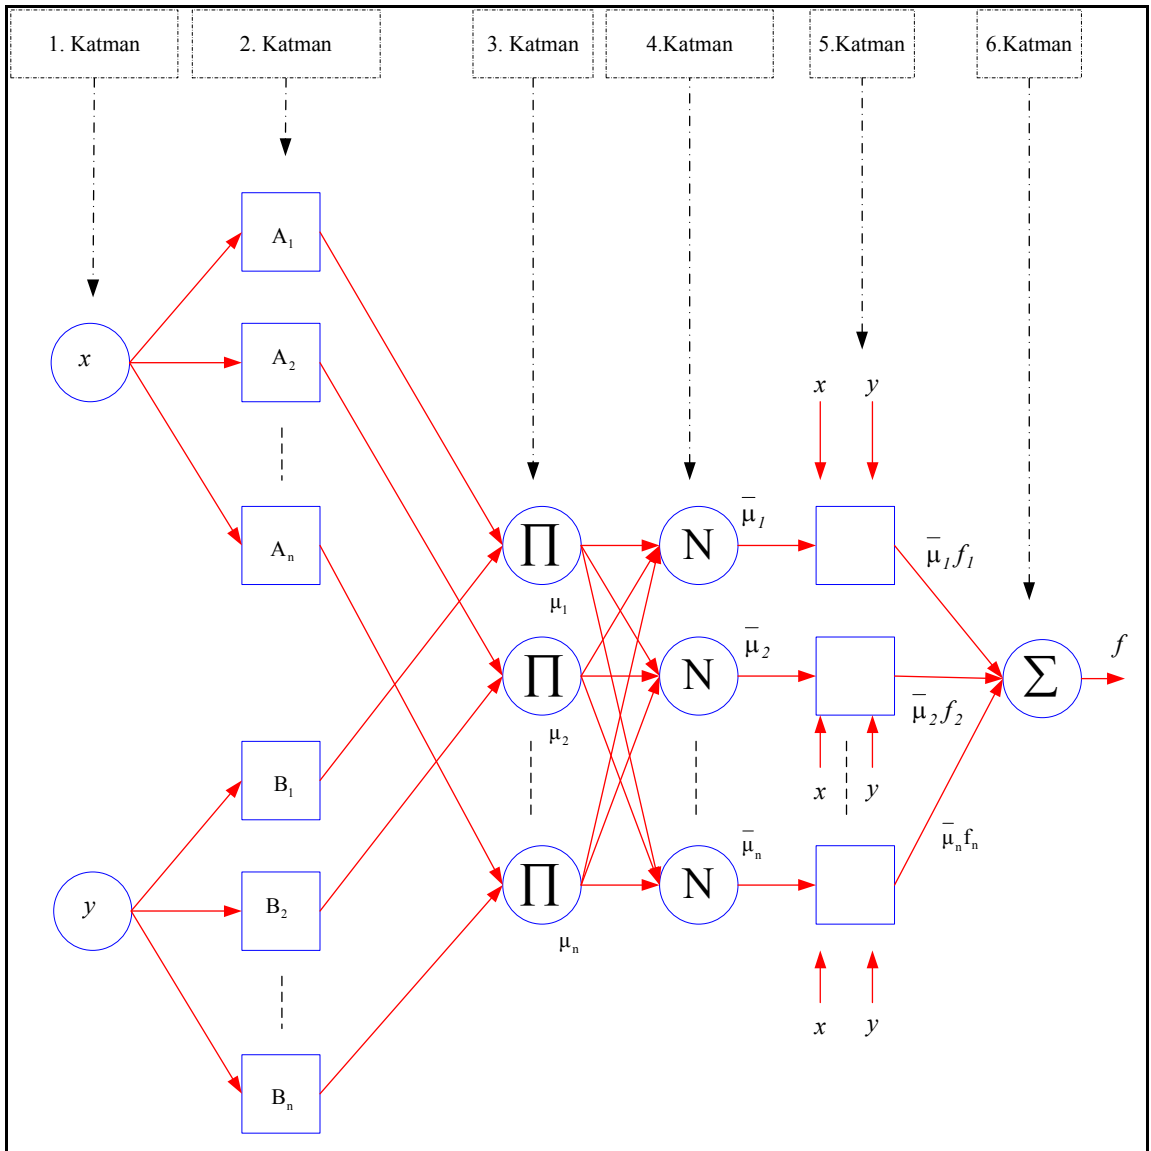 1. Katman
2. Katman
3. Katman
4.Katman
5.Katman
6.Katman
A₁
x
A₂
x y
Aₙ
∏
N
μ̄₁
μ̄₁f₁
μ₁
∏
N
μ̄₂
∑
f
μ̄₂f₂
μ₂
B₁
x y
μ̄ₙ
μ̄ₙfₙ
∏
N
y
B₂
μₙ
x y
Bₙ